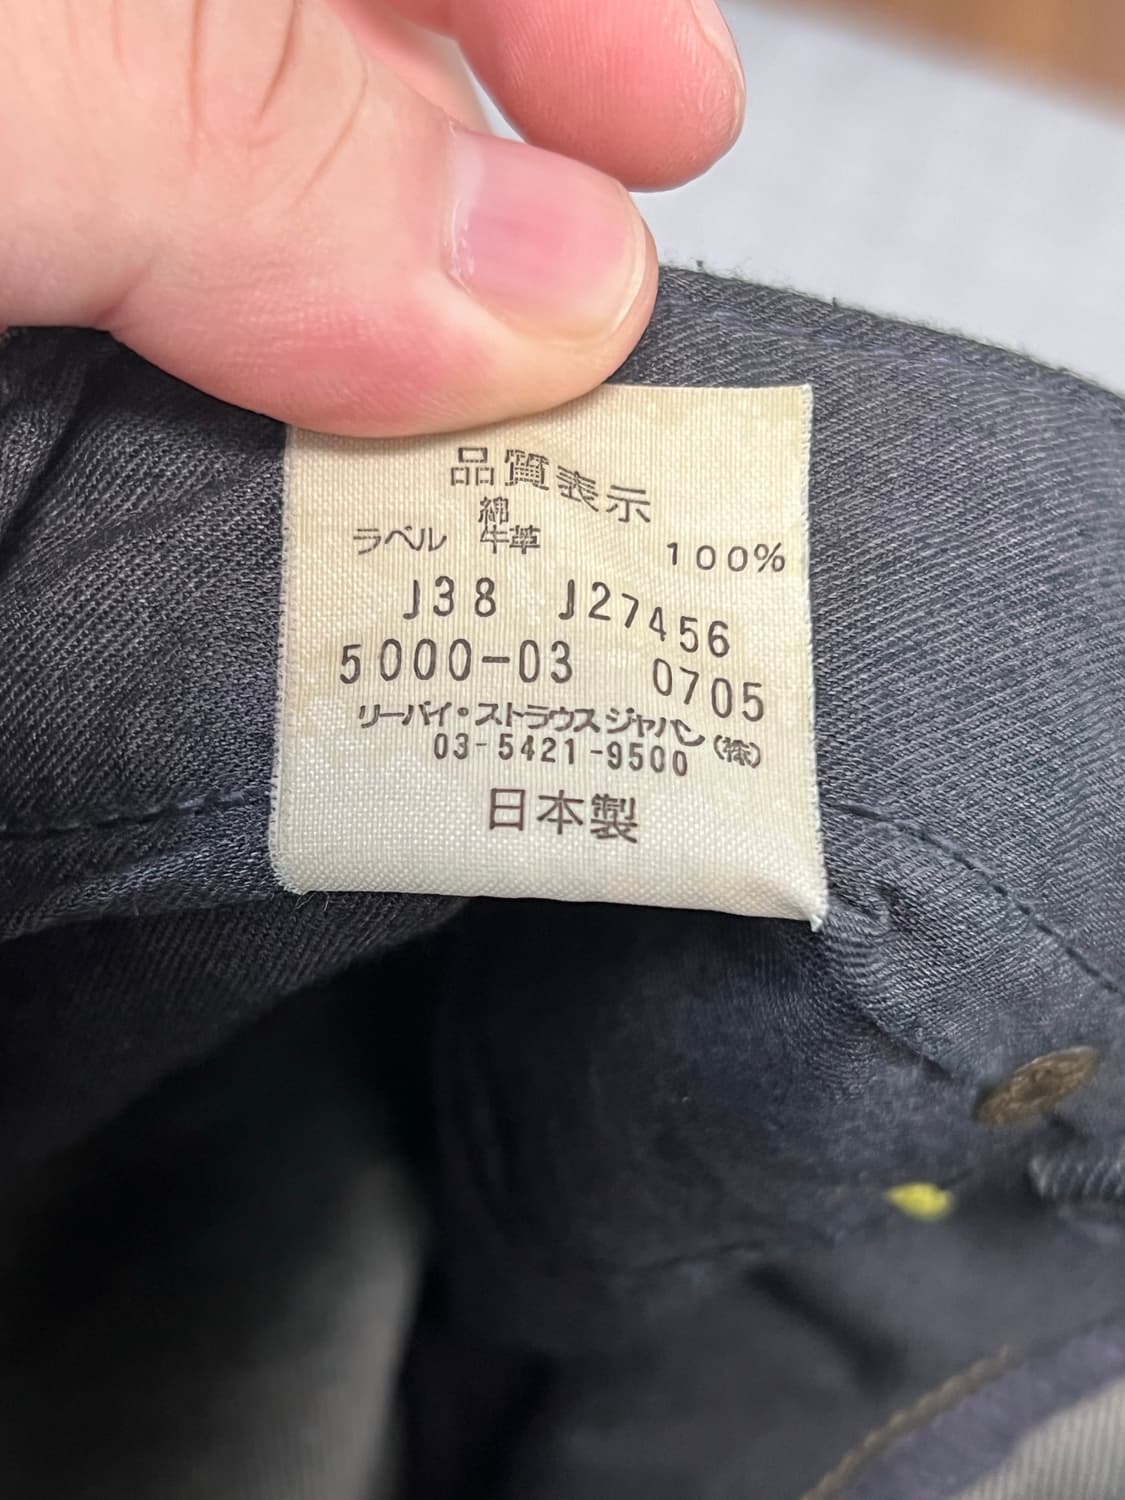 品質表示
綿 100%
ラベル 牛革
J38 J27456
5000-03 0705
リーバイ・ストラウスジャパン(株)
03-5421-9500
日本製